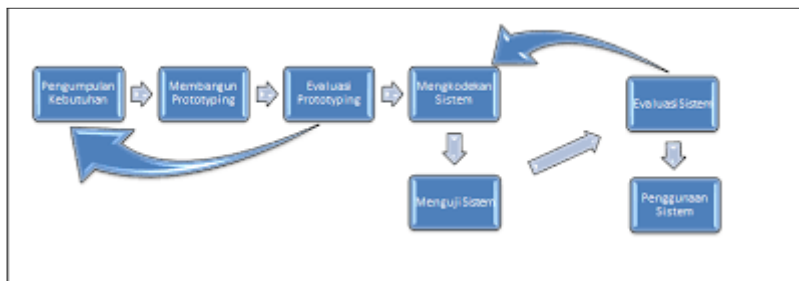 Pengumpulan
Kebutuhan
Membangun
Prototyping
Evaluasi
Prototyping
Mengkodekan
Sistem
Menguji Sistem
Evaluasi Sistem
Penggunaan
Sistem